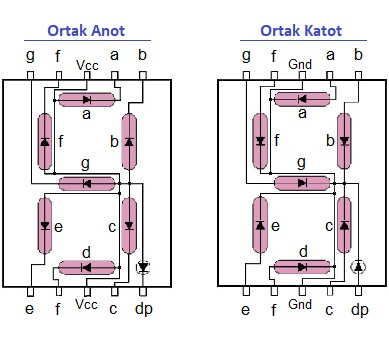 Ortak Anot
g f Vcc a b
a
f b
g
e c
d
e f Vcc c dp
Ortak Katot
g f Gnd a b
a
f b
g
e c
d
e f Gnd c dp